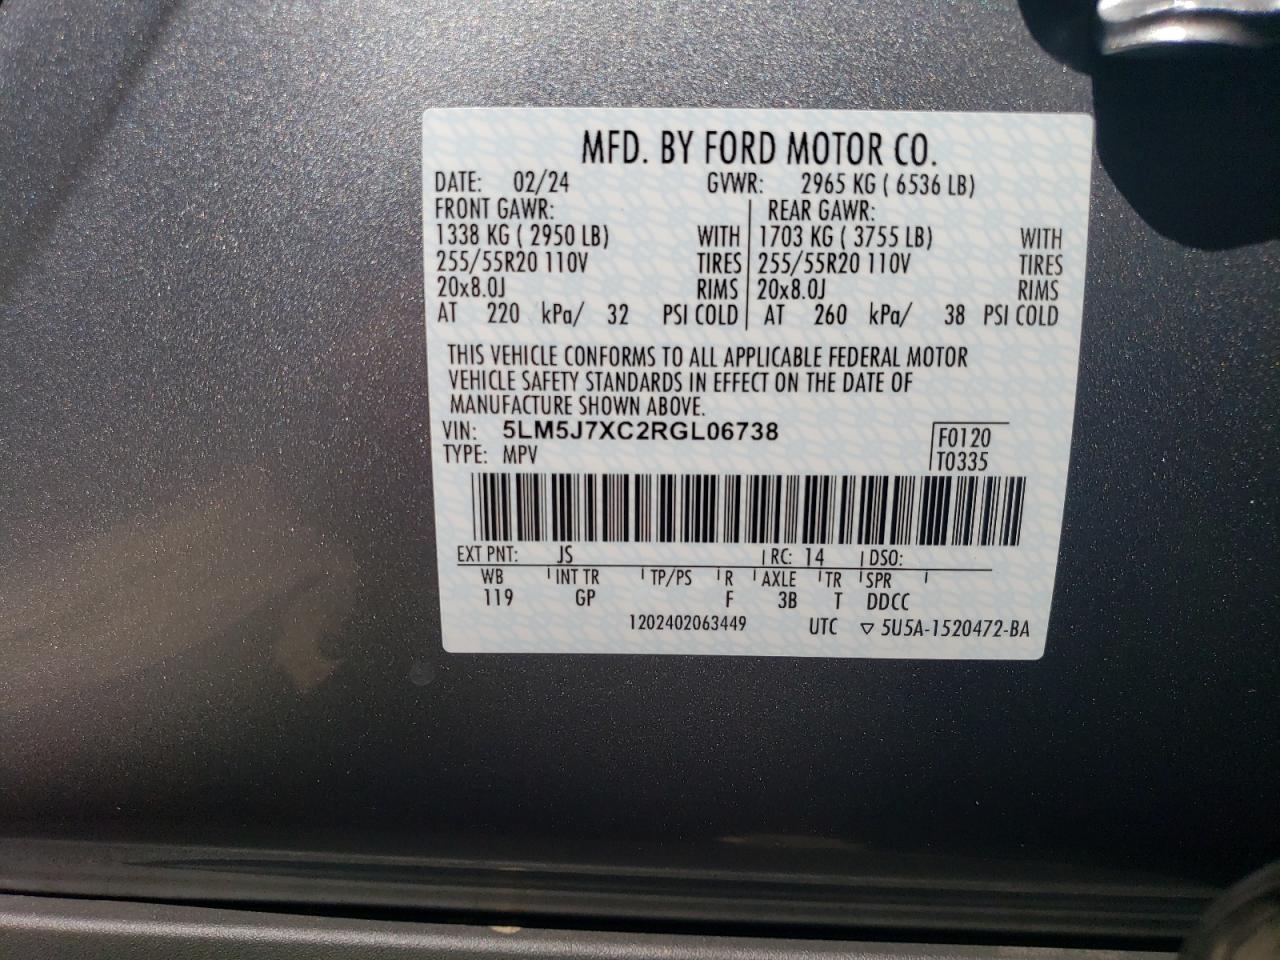 MFD. BY FORD MOTOR CO.
DATE: 02/24 GVWR: 2965 KG ( 6536 LB)
FRONT GAWR: REAR GAWR:
1338 KG ( 2950 LB) WITH 1703 KG ( 3755 LB) WITH
255/55R20 110V TIRES 255/55R20 110V TIRES
20x8.0J RIMS 20x8.0J RIMS
AT 220 kPa/ 32 PSI COLD AT 260 kPa/ 38 PSI COLD
THIS VEHICLE CONFORMS TO ALL APPLICABLE FEDERAL MOTOR
VEHICLE SAFETY STANDARDS IN EFFECT ON THE DATE OF
MANUFACTURE SHOWN ABOVE.
VIN: 5LM5J7XC2RGL06738 F0120
TYPE: MPV T0335
EXT PNT: JS RC: 14 DSO:
WB INT TR TP/PS R AXLE TR SPR
119 GP F 3B T DDCC
1202402063449 UTC ▽ 5U5A-1520472-BA